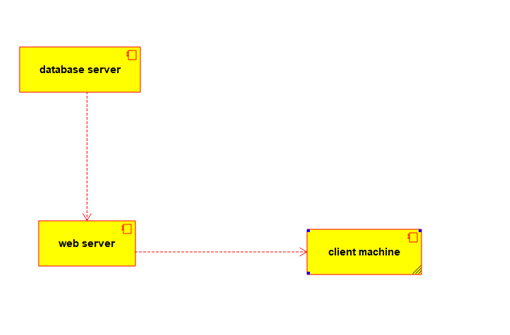 database server
web server
client machine